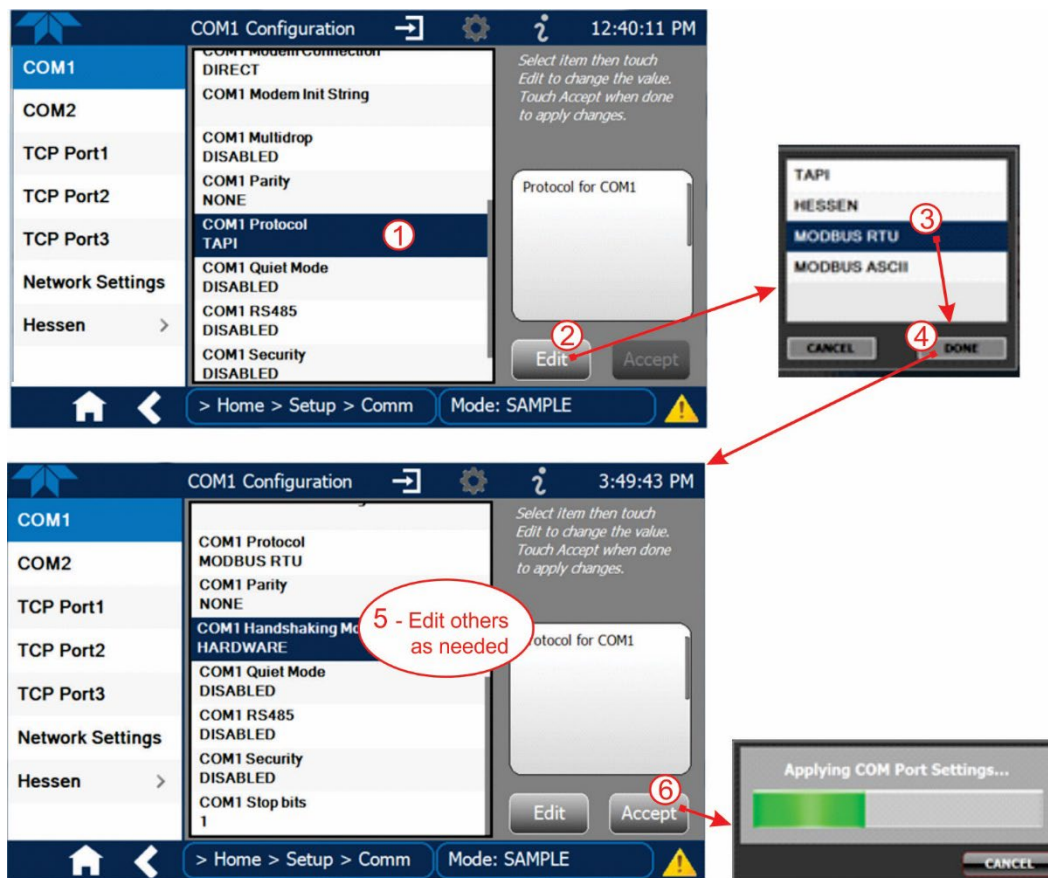 COM1 Configuration
12:40:11 PM
COM1
COM2
TCP Port1
TCP Port2
TCP Port3
Network Settings
Hessen >
COM1 Modem Connection
DIRECT
COM1 Modem Init String
COM1 Multidrop
DISABLED
COM1 Parity
NONE
COM1 Protocol
TAPI
1
COM1 Quiet Mode
DISABLED
COM1 RS485
DISABLED
COM1 Security
DISABLED
Select item then touch
Edit to change the value.
Touch Accept when done
to apply changes.
Protocol for COM1
2
Edit
Accept
> Home > Setup > Comm
Mode: SAMPLE
TAPI
HESSEN
3
MODBUS RTU
MODBUS ASCII
4
CANCEL
DONE
COM1 Configuration
3:49:43 PM
COM1
COM2
TCP Port1
TCP Port2
TCP Port3
Network Settings
Hessen >
COM1 Protocol
MODBUS RTU
COM1 Parity
NONE
COM1 Handshaking Mo
HARDWARE
5 - Edit others
as needed
COM1 Quiet Mode
DISABLED
COM1 RS485
DISABLED
COM1 Security
DISABLED
COM1 Stop bits
1
Select item then touch
Edit to change the value.
Touch Accept when done
to apply changes.
rotocol for COM1
6
Edit
Accept
> Home > Setup > Comm
Mode: SAMPLE
Applying COM Port Settings...
CANCEL